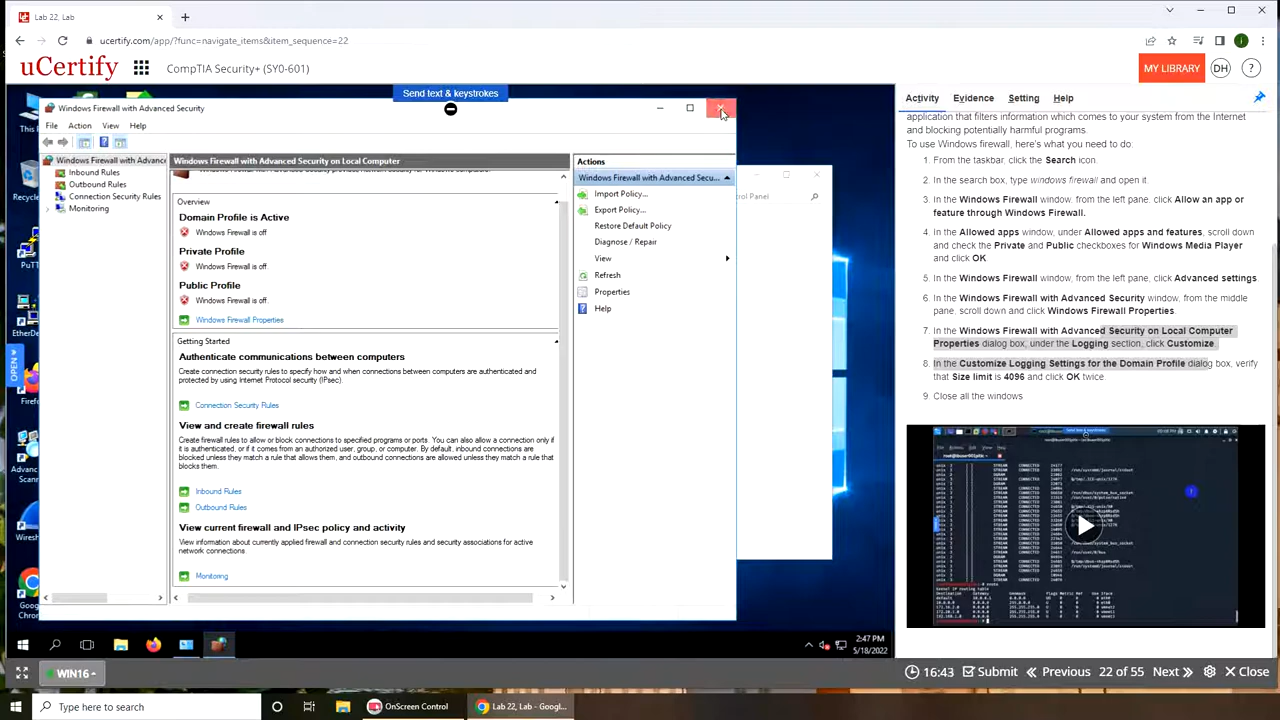 Lab 22, Lab
ucertify.com/app/?func=navigate_items&item_sequence=22
uCertify
CompTIA Security+ (SY0-601)
MY LIBRARY
DH
Send text & keystrokes
Windows Firewall with Advanced Security
File Action View Help
Windows Firewall with Advance
Inbound Rules
Outbound Rules
Connection Security Rules
Monitoring
Windows Firewall with Advanced Security on Local Computer
Overview
Domain Profile is Active
Windows Firewall is off.
Private Profile
Windows Firewall is off.
Public Profile
Windows Firewall is off.
Windows Firewall Properties
Getting Started
Authenticate communications between computers
Create connection security rules to specify how and when connections between computers are authenticated and
protected by using Internet Protocol security (IPsec).
Connection Security Rules
View and create firewall rules
Create firewall rules to allow or block connections to specified programs or ports. You can also allow a connection only if
it is authenticated, or if it comes from an authorized user, group, or computer. By default, inbound connections are
blocked unless they match a rule that allows them, and outbound connections are allowed unless they match a rule that
blocks them.
Inbound Rules
Outbound Rules
View current firewall and IPsec policy and activity
View information about currently applied firewall and connection security rules and security associations for active
network connections.
Monitoring
Actions
Windows Firewall with Advanced Secu...
Import Policy...
Export Policy...
Restore Default Policy
Diagnose / Repair
View
Refresh
Properties
Help
Control Panel
Recycle
PuTT
EtherDe
OPEN
Firefo
Advanc
Scan
Wiresh
Goog
Chro
2:47 PM
5/18/2022
Activity Evidence Setting Help
application that filters information which comes to your system from the Internet
and blocking potentially harmful programs.
To use Windows firewall, here's what you need to do.
1. From the taskbar, click the Search icon.
2. In the search box, type windows firewall and open it.
3. In the Windows Firewall window, from the left pane, click Allow an app or
feature through Windows Firewall.
4. In the Allowed apps window, under Allowed apps and features, scroll down
and check the Private and Public checkboxes for Windows Media Player
and click OK
5. In the Windows Firewall window, from the left pane, click Advanced settings.
6. In the Windows Firewall with Advanced Security window, from the middle
pane, scroll down and click Windows Firewall Properties.
7. In the Windows Firewall with Advanced Security on Local Computer
Properties dialog box, under the Logging section, click Customize.
8. In the Customize Logging Settings for the Domain Profile dialog box, verify
that Size limit is 4096 and click OK twice.
9 Close all the windows
WIN16
16:43 Submit Previous 22 of 55 Next Close
Type here to search
OnScreen Control
Lab 22, Lab - Googl...